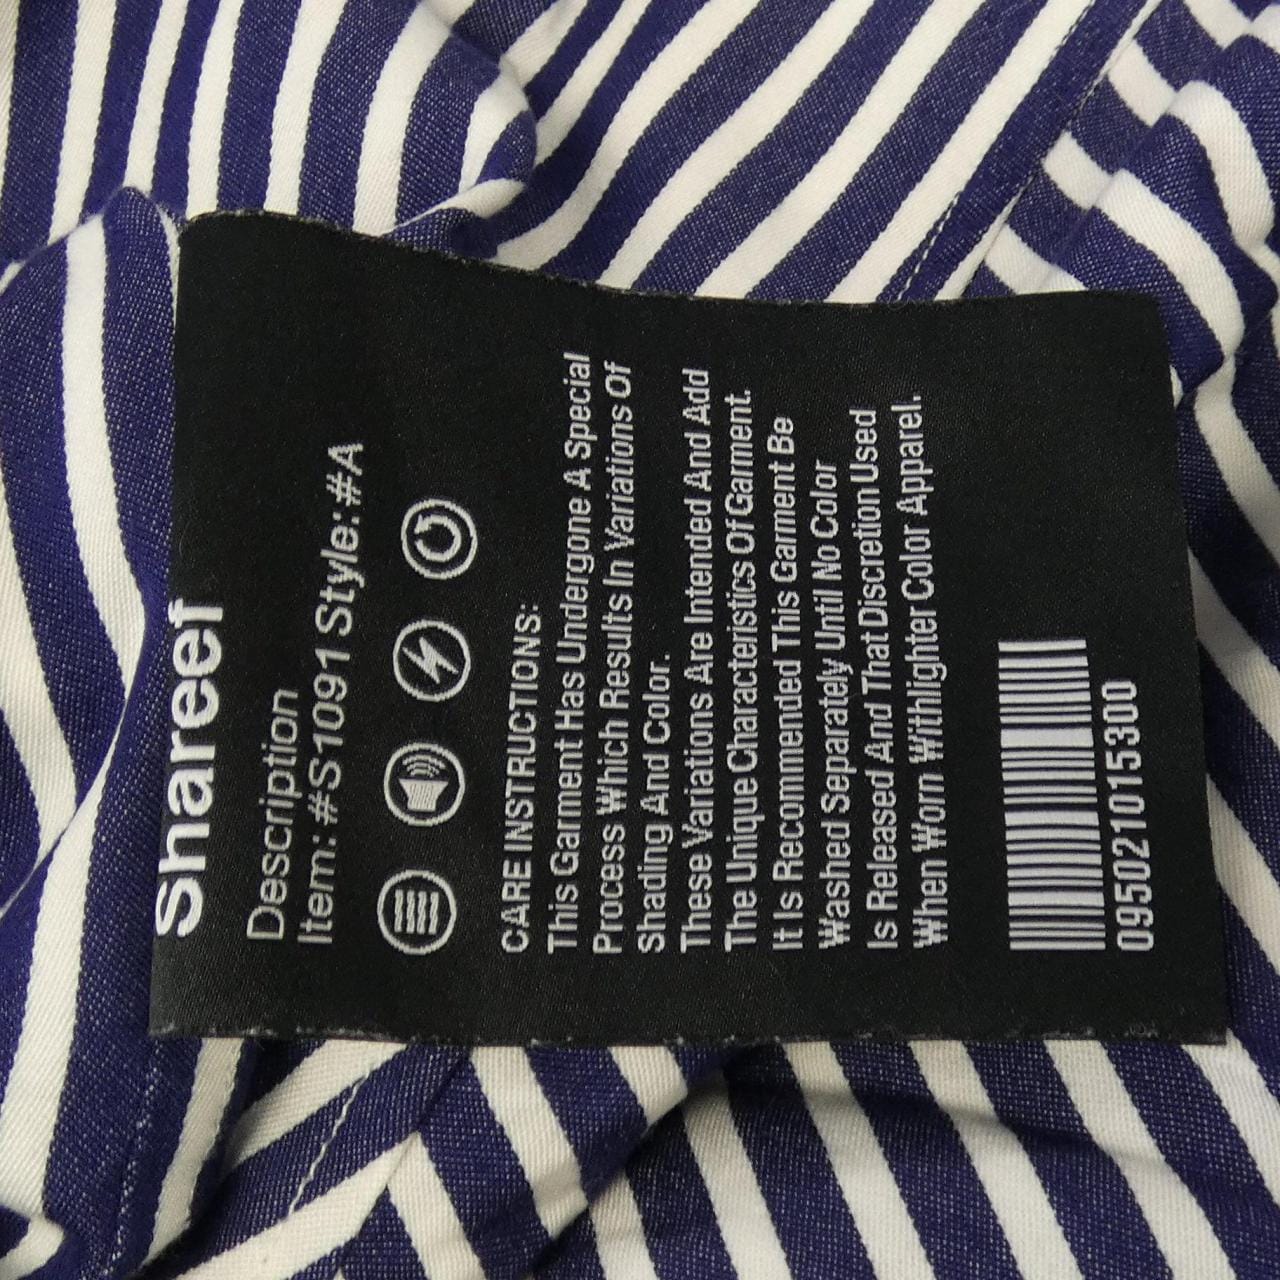 Shareef
Description
Item:#S1091 Style:#A
CARE INSTRUCTIONS:
This Garment Has Undergone A Special
Process Which Results In Variations Of
Shading And Color.
These Variations Are Intended And Add
The Unique Characteristics Of Garment.
It Is Recommended This Garment Be
Washed Separately Until No Color
Is Released And That Discretion Used
When Worn Withlighter Color Apparel.
095021015300